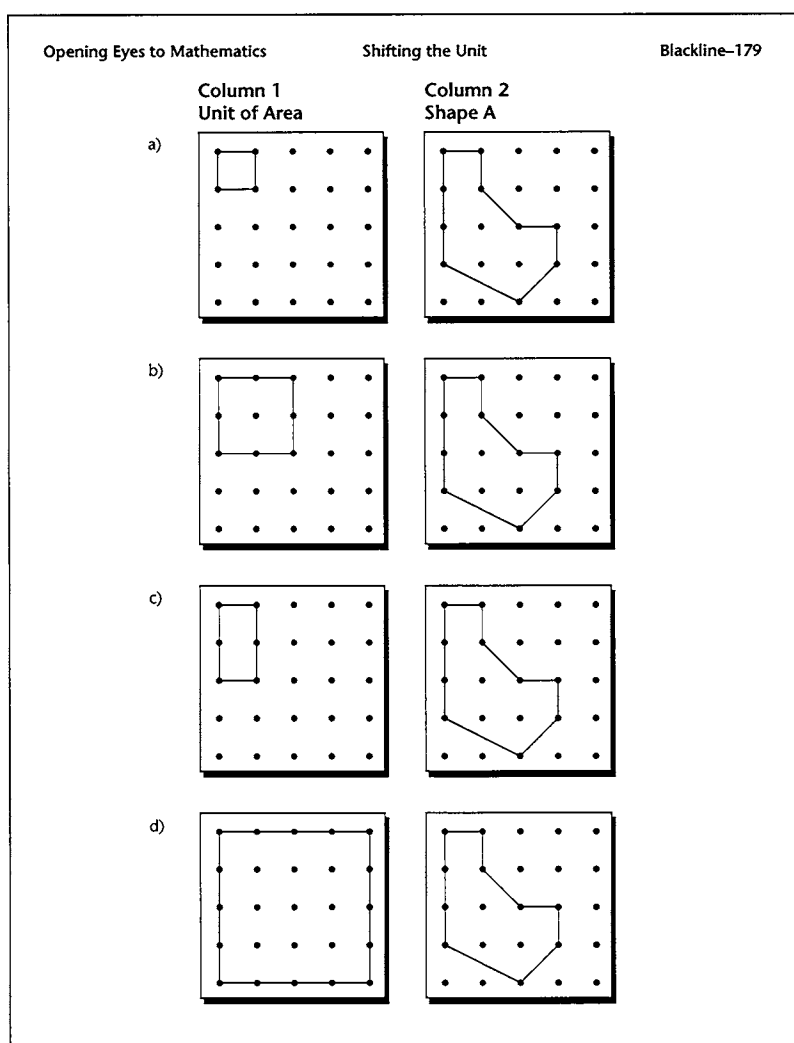 Opening Eyes to Mathematics Shifting the Unit Blackline–179
Column 1 Column 2
Unit of Area Shape A
a)
b)
c)
d)